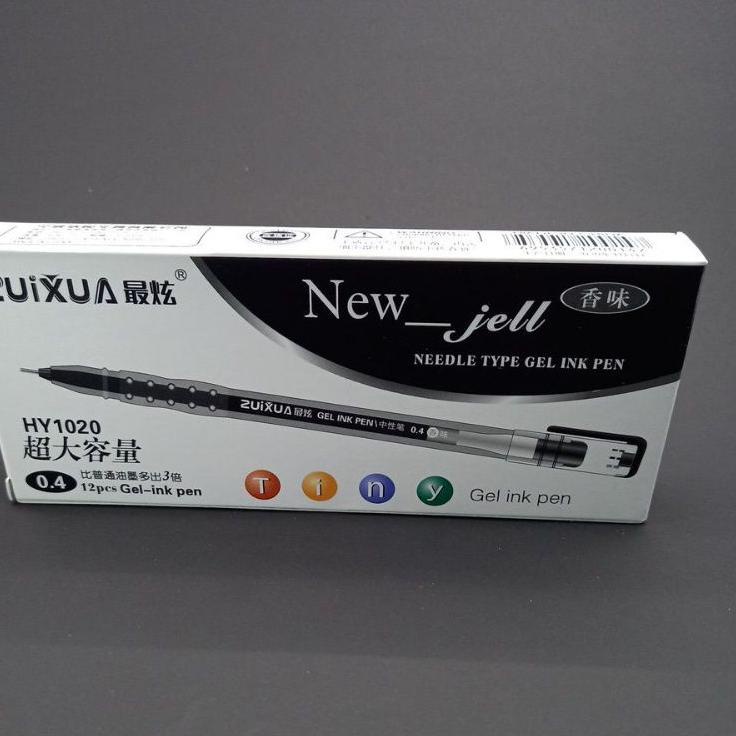 ZUiXUA 最炫®
New_jell
香味
NEEDLE TYPE GEL INK PEN
ZUiXUA 最炫 GEL INK PEN\中性笔 0.4 香味
HY1020
超大容量
0.4
比普通油墨多出3倍
12pcs Gel-ink pen
T i n y
Gel ink pen